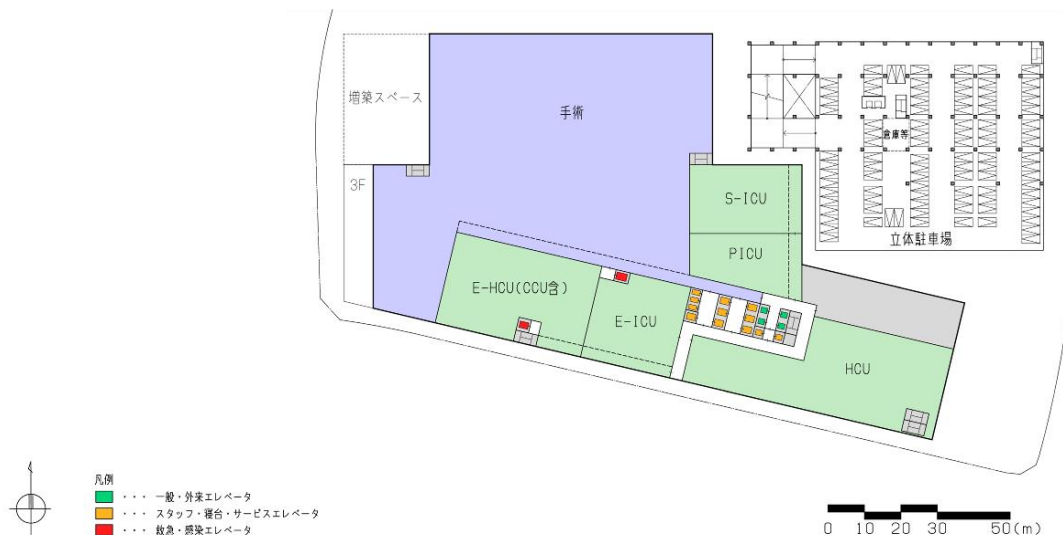 増築スペース
手術
倉庫等
3F
S-ICU
PICU
立体駐車場
E-HCU(CCU含)
E-ICU
HCU
凡例
・・・ 一般・外来エレベータ
・・・ スタッフ・寝台・サービスエレベータ
・・・ 救急・感染エレベータ
0 10 20 30 50(m)